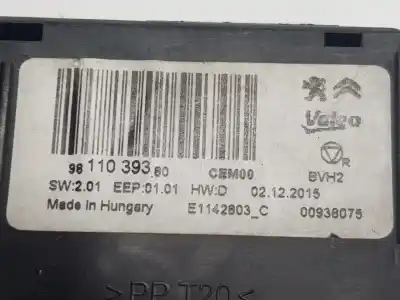 Valeo
R
98 110 393.80 CEM00 BVH2
SW:2.01 EEP:01.01 HW:D 02.12.2015
Made in Hungary E1142803_C 00938075
>PP T20<